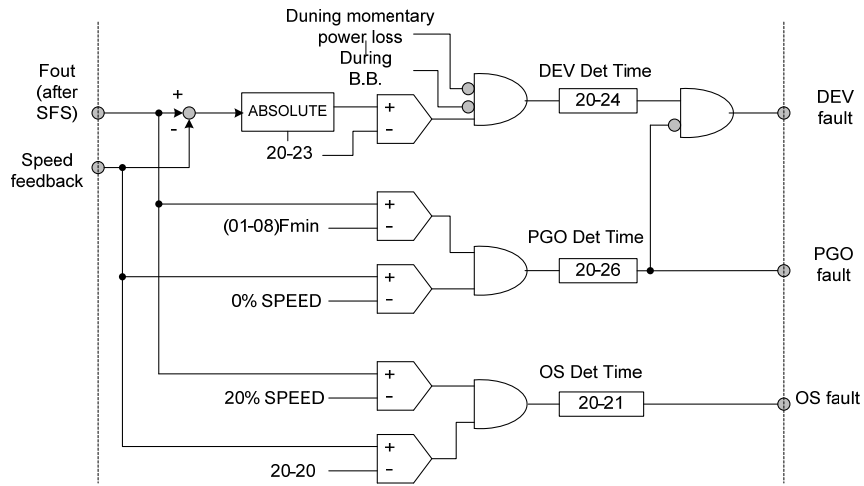 Duning momentary
power loss
During
B.B.
Fout
(after
SFS)
+
-
ABSOLUTE
20-23
+
-
DEV Det Time
20-24
DEV
fault
Speed
feedback
(01-08)Fmin
+
-
0% SPEED
+
-
PGO Det Time
20-26
PGO
fault
20% SPEED
+
-
20-20
+
-
OS Det Time
20-21
OS fault